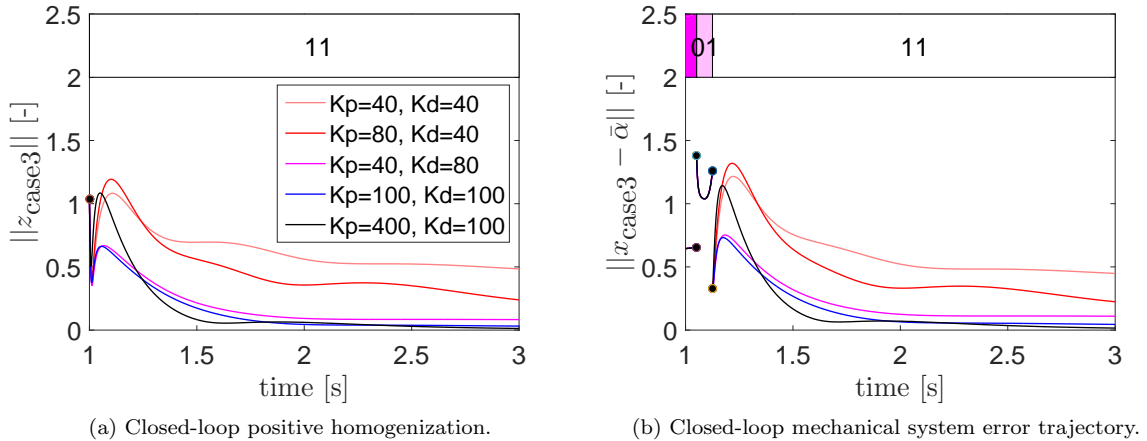 2.5
2
1.5
1
0.5
0
11
Kp=40, Kd=40
Kp=80, Kd=40
Kp=40, Kd=80
Kp=100, Kd=100
Kp=400, Kd=100
||z_case3|| [-]
1 1.5 2 2.5 3
time [s]
(a) Closed-loop positive homogenization.
2.5
2
1.5
1
0.5
0
01 11
||x_case3 − ᾱ|| [-]
1 1.5 2 2.5 3
time [s]
(b) Closed-loop mechanical system error trajectory.